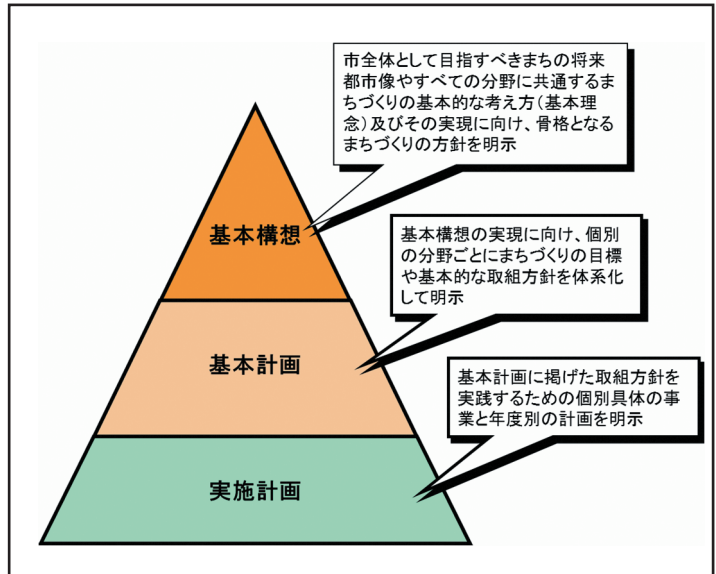 市全体として目指すべきまちの将来
都市像やすべての分野に共通するま
ちづくりの基本的な考え方(基本理
念)及びその実現に向け、骨格となる
まちづくりの方針を明示
基本構想
基本構想の実現に向け、個別
の分野ごとにまちづくりの目標
や基本的な取組方針を体系化
して明示
基本計画
基本計画に掲げた取組方針を
実践するための個別具体の事
業と年度別の計画を明示
実施計画